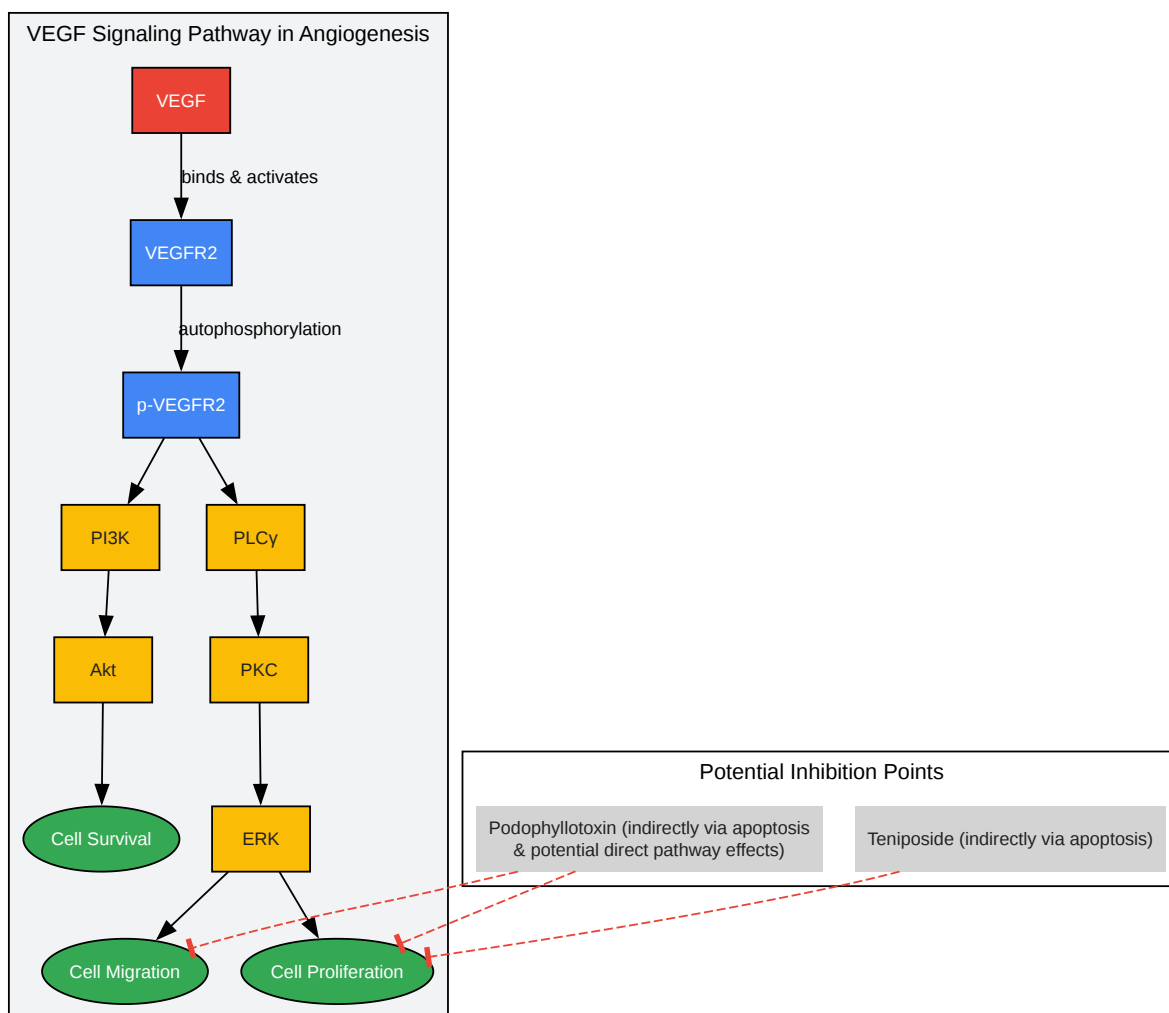 VEGF Signaling Pathway in Angiogenesis
VEGF
binds & activates
VEGFR2
autophosphorylation
p-VEGFR2
PI3K
PLCγ
Akt
PKC
Cell Survival
ERK
Cell Migration
Cell Proliferation
Potential Inhibition Points
Podophyllotoxin (indirectly via apoptosis
& potential direct pathway effects)
Teniposide (indirectly via apoptosis)